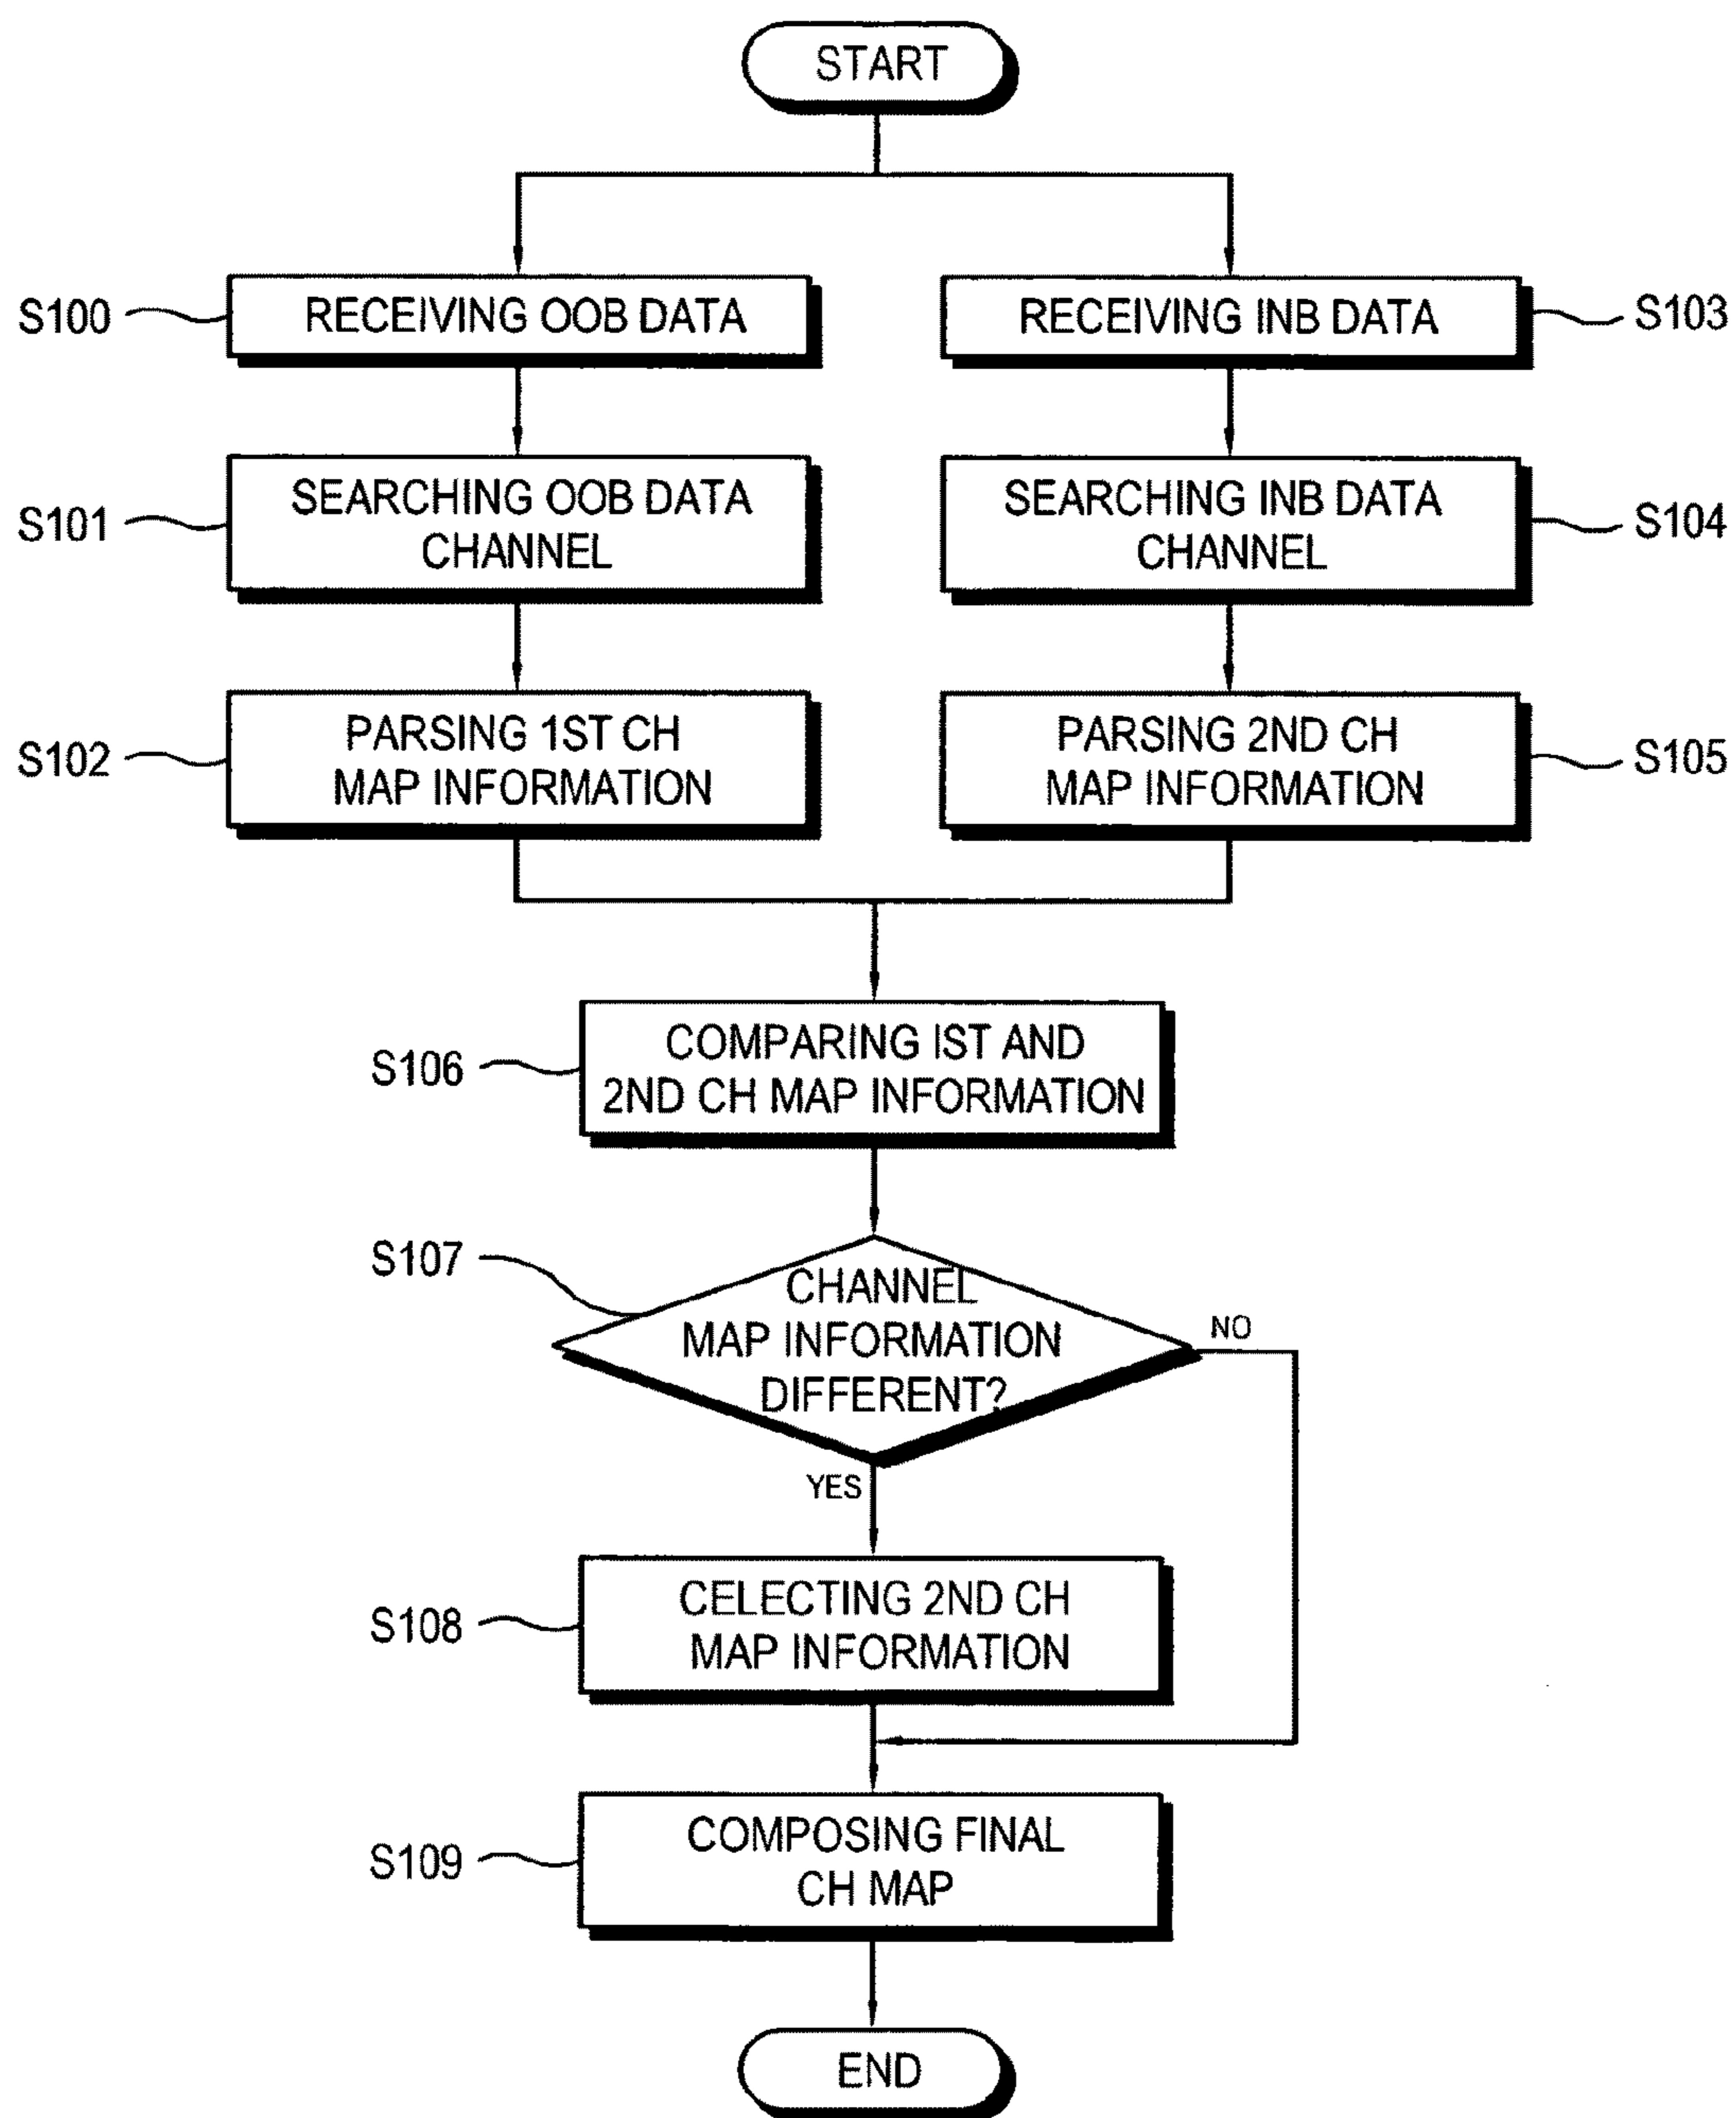 START
S100
RECEIVING OOB DATA
RECEIVING INB DATA
S103
S101
SEARCHING OOB DATA
CHANNEL
SEARCHING INB DATA
CHANNEL
S104
S102
PARSING 1ST CH
MAP INFORMATION
PARSING 2ND CH
MAP INFORMATION
S105
S106
COMPARING IST AND
2ND CH MAP INFORMATION
S107
CHANNEL
MAP INFORMATION
DIFFERENT?
NO
YES
S108
CELECTING 2ND CH
MAP INFORMATION
S109
COMPOSING FINAL
CH MAP
END